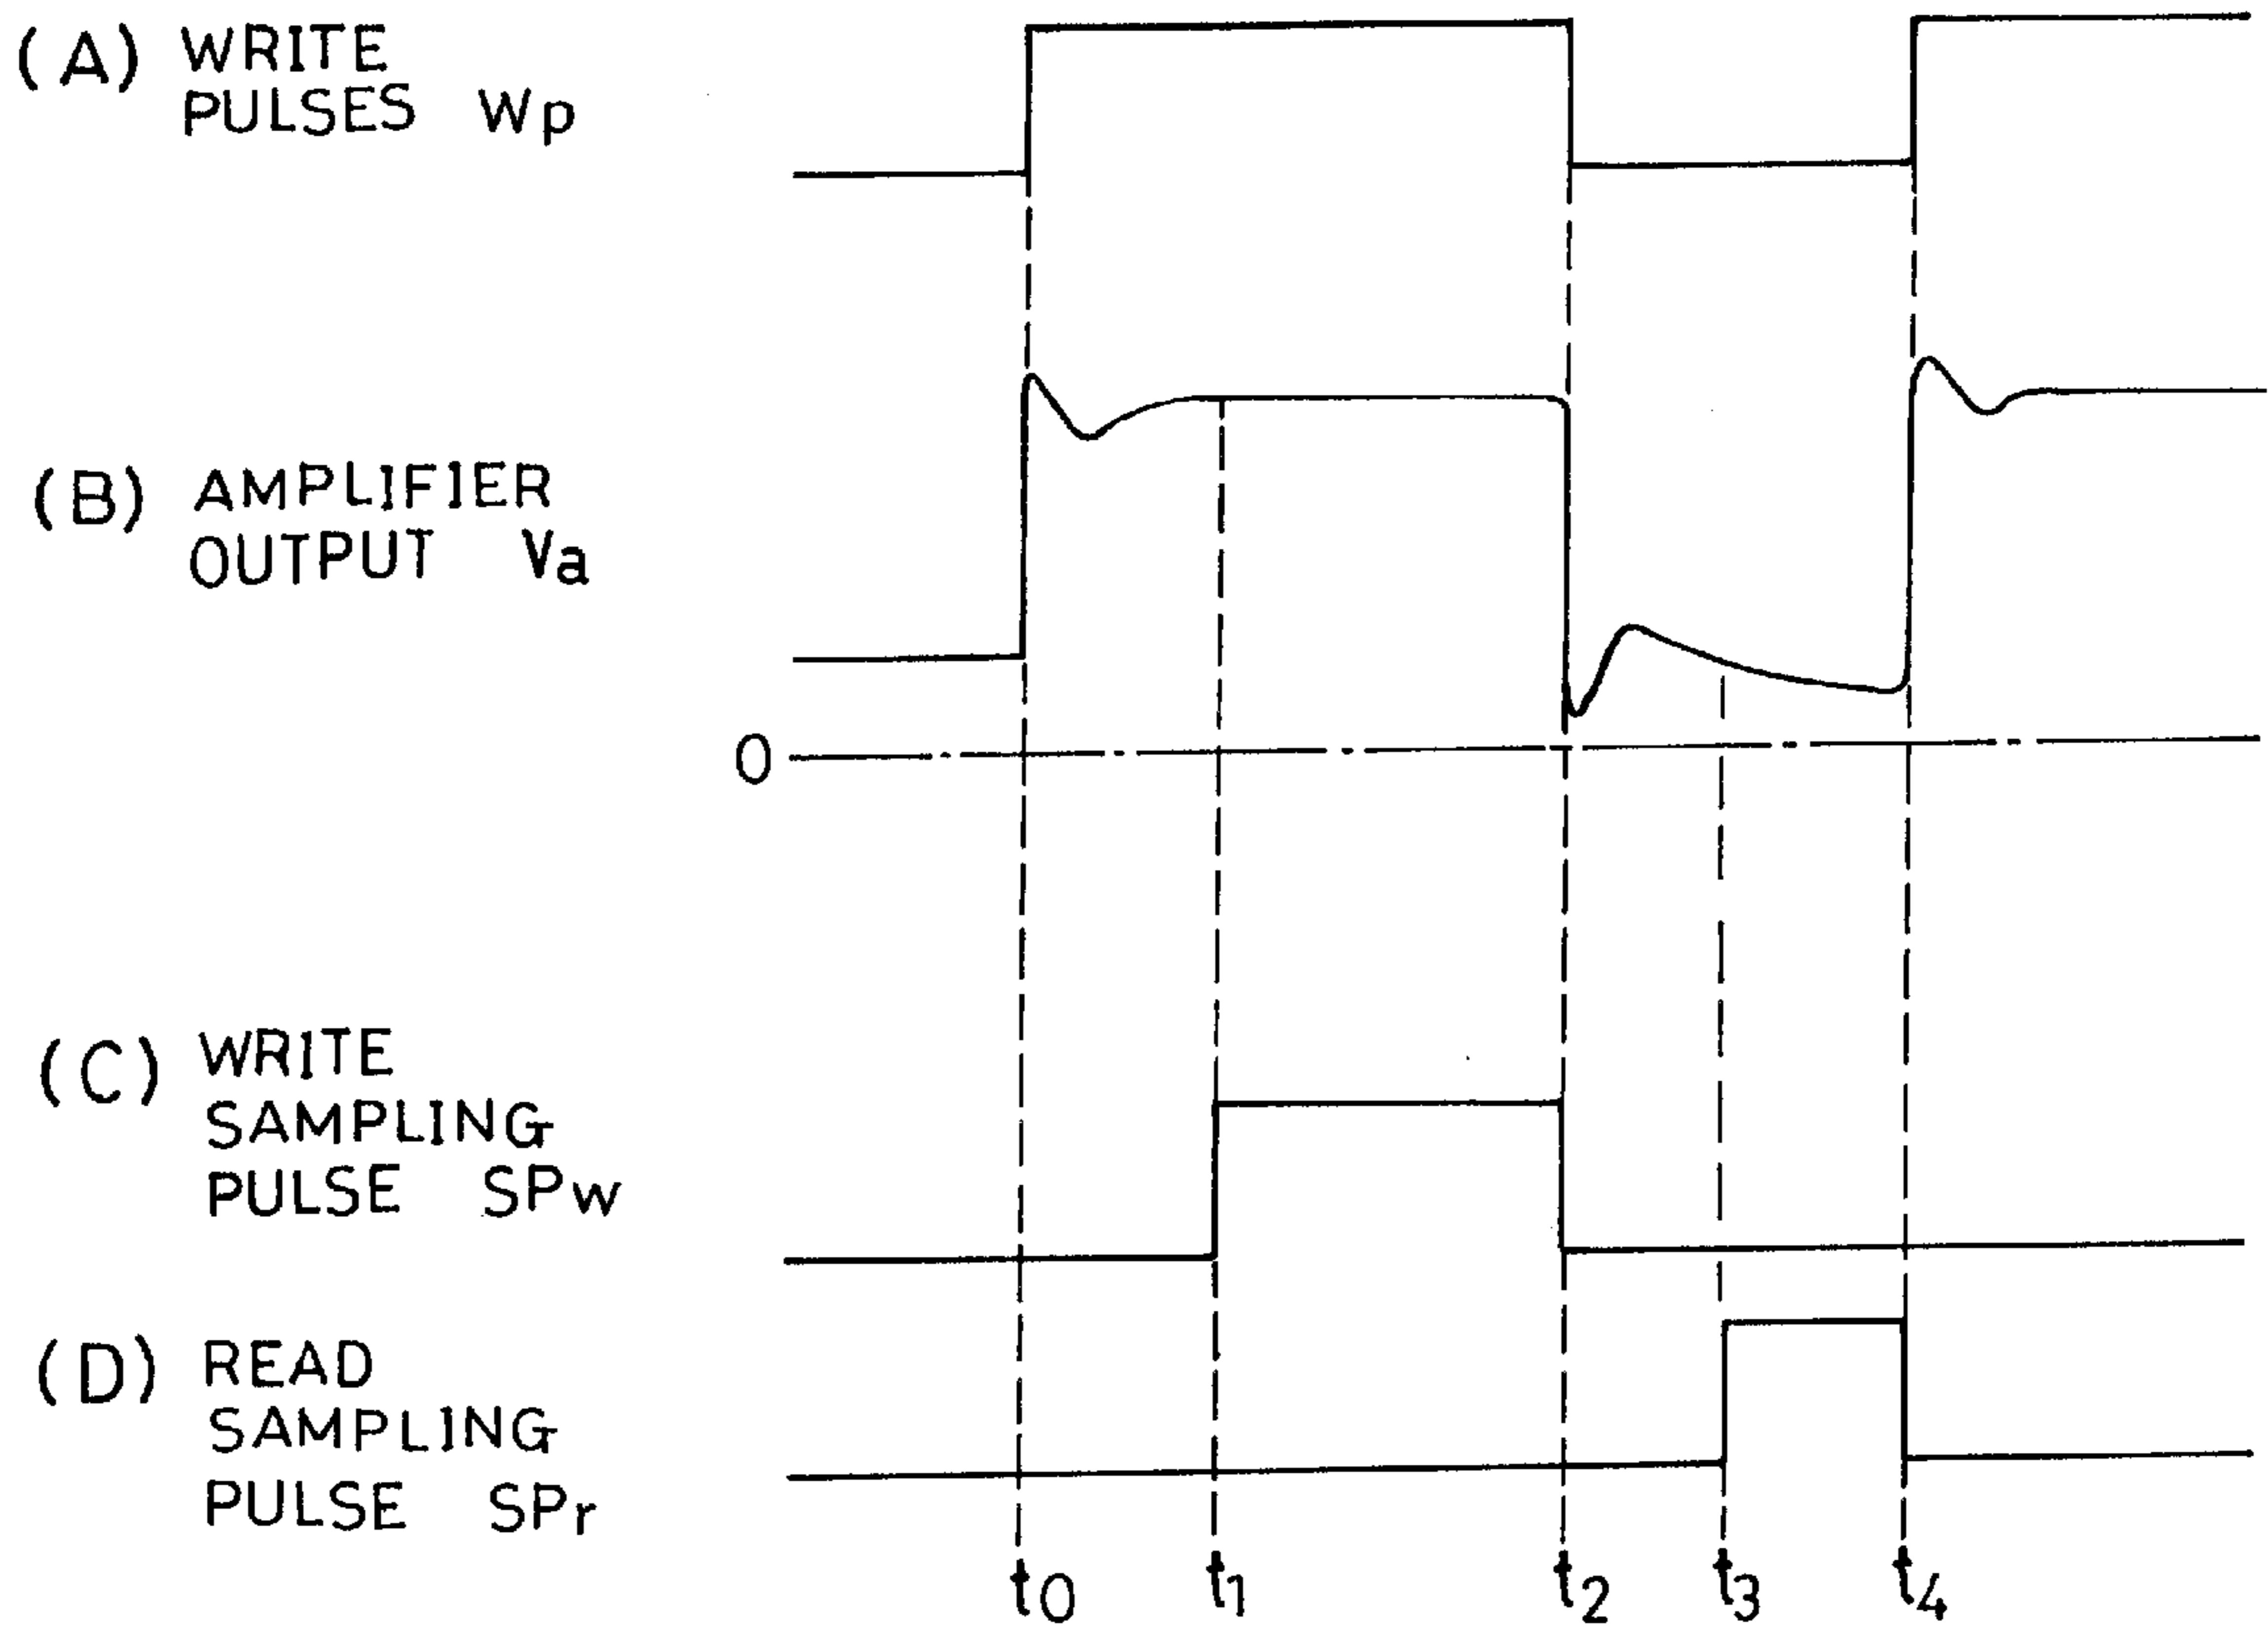 (A) WRITE
PULSES Wp
(B) AMPLIFIER
OUTPUT Va
0
(C) WRITE
SAMPLING
PULSE SPw
(D) READ
SAMPLING
PULSE SPr
t0 t1 t2 t3 t4